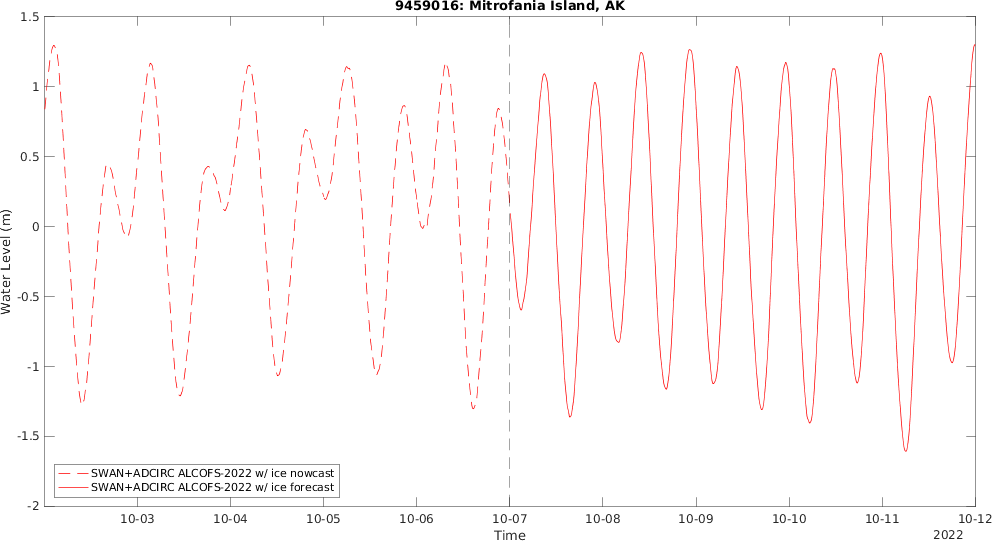 9459016: Mitrofania Island, AK
1.5
1
0.5
0
-0.5
-1
-1.5
-2
Water Level (m)
SWAN+ADCIRC ALCOFS-2022 w/ ice nowcast
SWAN+ADCIRC ALCOFS-2022 w/ ice forecast
10-03 10-04 10-05 10-06 10-07 10-08 10-09 10-10 10-11 10-12
Time
2022